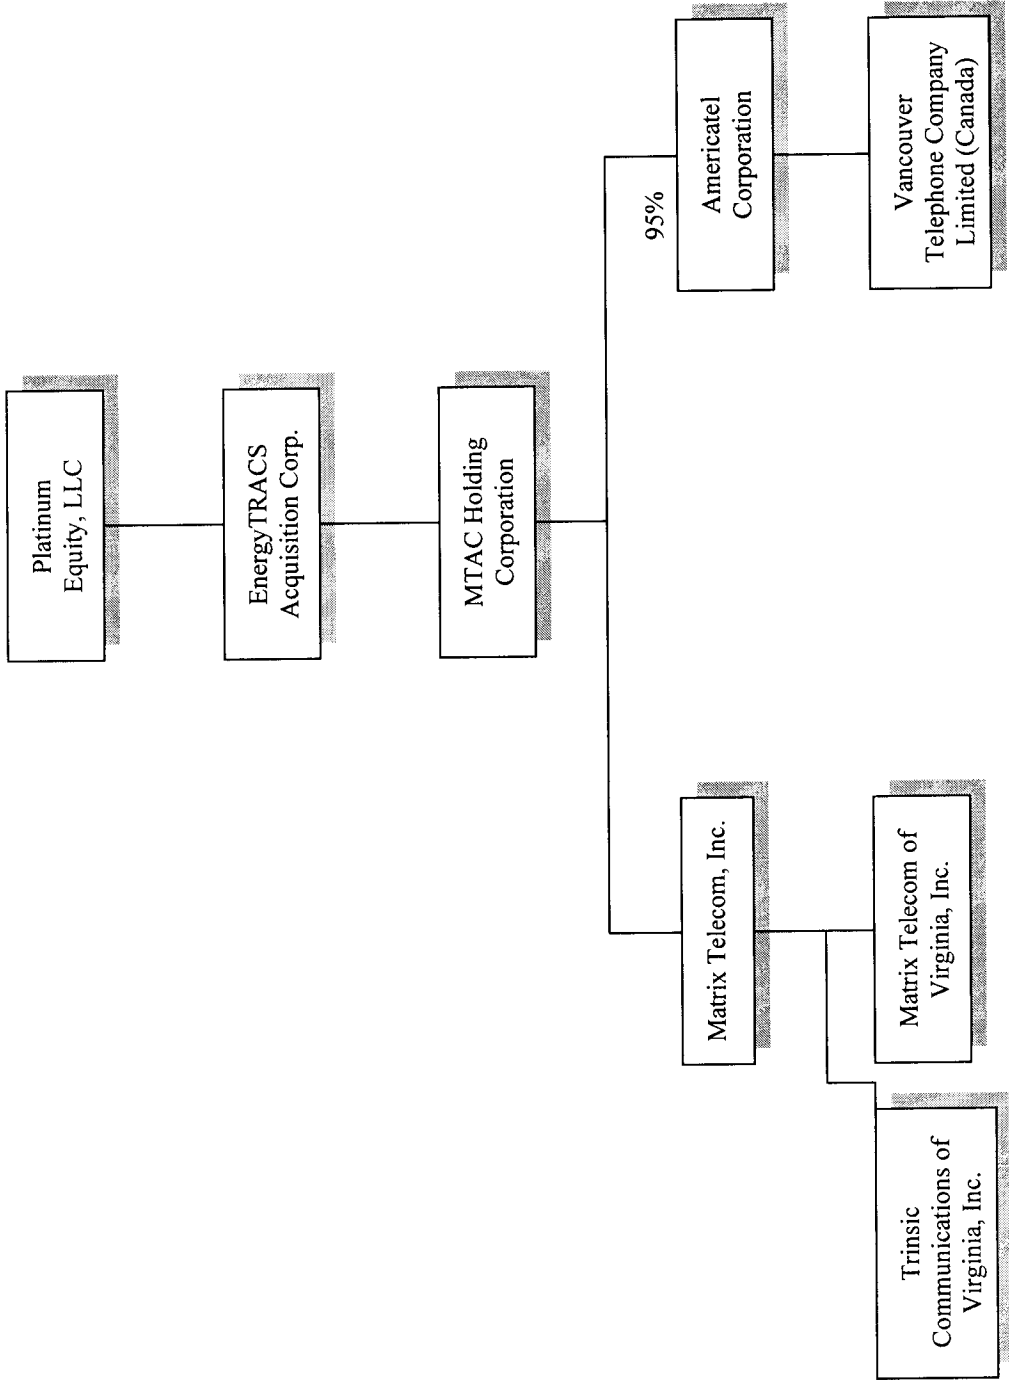 Platinum
Equity, LLC
EnergyTRACS
Acquisition Corp.
MTAC Holding
Corporation
95%
Matrix Telecom, Inc.
Americatel
Corporation
Trinsic
Communications of
Virginia, Inc.
Matrix Telecom of
Virginia, Inc.
Vancouver
Telephone Company
Limited (Canada)